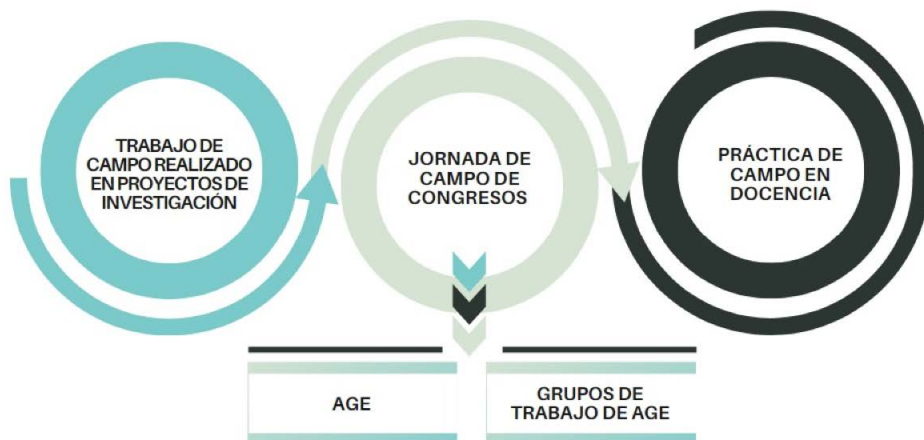 TRABAJO DE
CAMPO REALIZADO
EN PROYECTOS DE
INVESTIGACIÓN
JORNADA DE
CAMPO DE
CONGRESOS
PRÁCTICA DE
CAMPO EN
DOCENCIA
AGE
GRUPOS DE
TRABAJO DE AGE